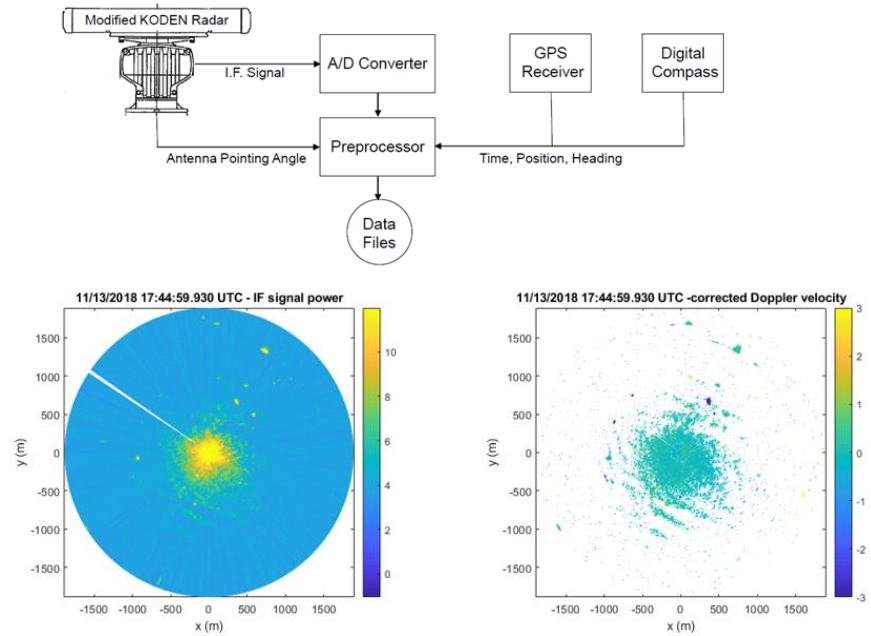 Modified KODEN Radar
I.F. Signal
A/D Converter
GPS
Receiver
Digital
Compass
Antenna Pointing Angle
Preprocessor
Time, Position, Heading
Data
Files
11/13/2018 17:44:59.930 UTC - IF signal power
y (m)
1500
1000
500
0
-500
-1000
-1500
-1500
-1000
-500
0
500
1000
1500
x (m)
10
8
6
4
2
0
11/13/2018 17:44:59.930 UTC -corrected Doppler velocity
y (m)
1500
1000
500
0
-500
-1000
-1500
-1500
-1000
-500
0
500
1000
1500
x (m)
3
2
1
0
-1
-2
-3